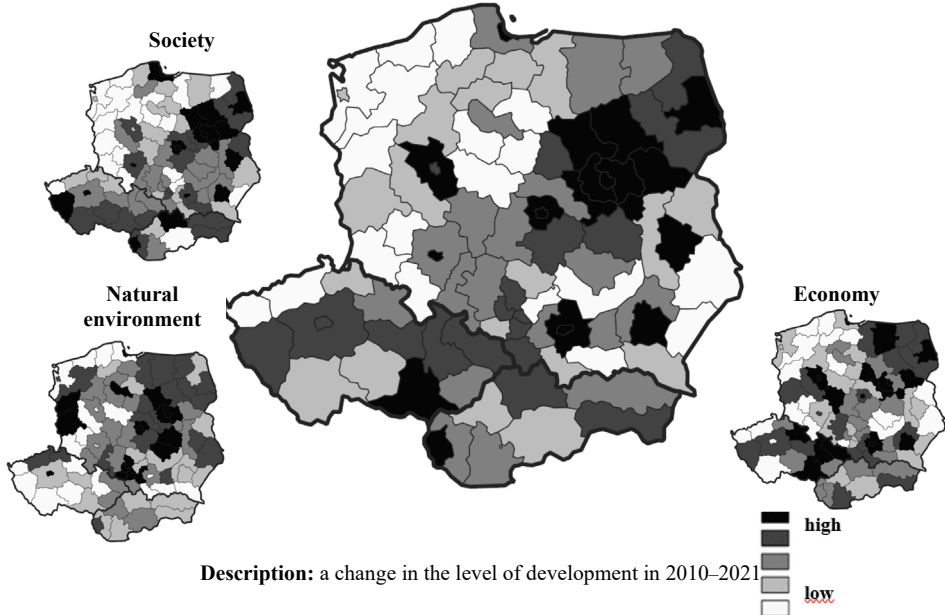 Society
Natural
environment
Economy
high
low
Description: a change in the level of development in 2010–2021